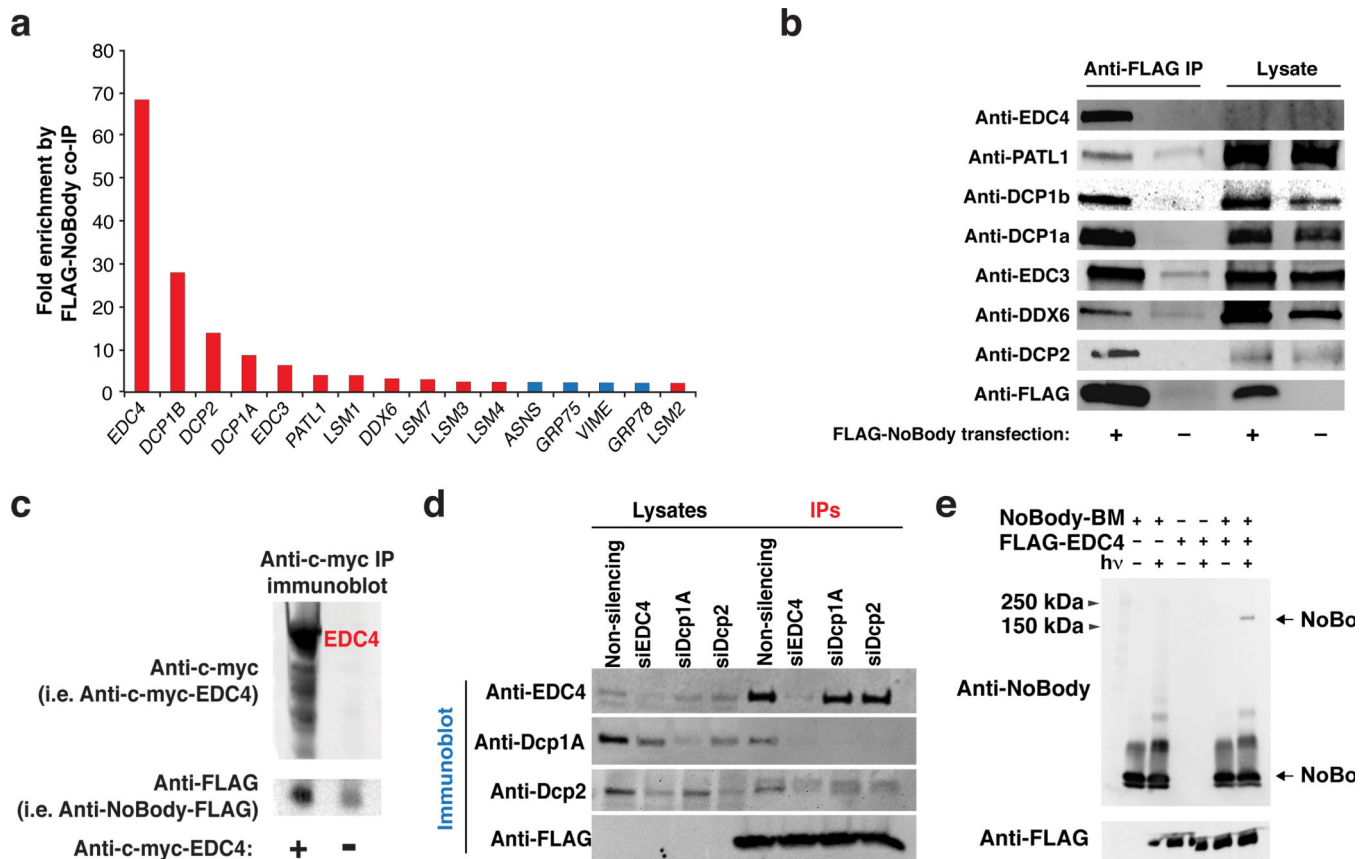 a
Fold enrichment by
FLAG-NoBody co-IP
80
70
60
50
40
30
20
10
0
EDC4
DCP1B
DCP2
DCP1A
EDC3
PATL1
LSM1
DDX6
LSM7
LSM3
LSM4
ASNS
GRP75
VIME
GRP78
LSM2
b
Anti-FLAG IP Lysate
Anti-EDC4
Anti-PATL1
Anti-DCP1b
Anti-DCP1a
Anti-EDC3
Anti-DDX6
Anti-DCP2
Anti-FLAG
FLAG-NoBody transfection: + − + −
c
Anti-c-myc IP
immunoblot
EDC4
Anti-c-myc
(i.e. Anti-c-myc-EDC4)
Anti-FLAG
(i.e. Anti-NoBody-FLAG)
Anti-c-myc-EDC4: + -
d
Lysates IPs
Non-silencing
siEDC4
siDcp1A
siDcp2
Non-silencing
siEDC4
siDcp1A
siDcp2
Immunoblot
Anti-EDC4
Anti-Dcp1A
Anti-Dcp2
Anti-FLAG
e
NoBody-BM + + − − + +
FLAG-EDC4 − − + + + +
hν − + − + − +
250 kDa
150 kDa
← NoBo
Anti-NoBody
← NoBo
Anti-FLAG